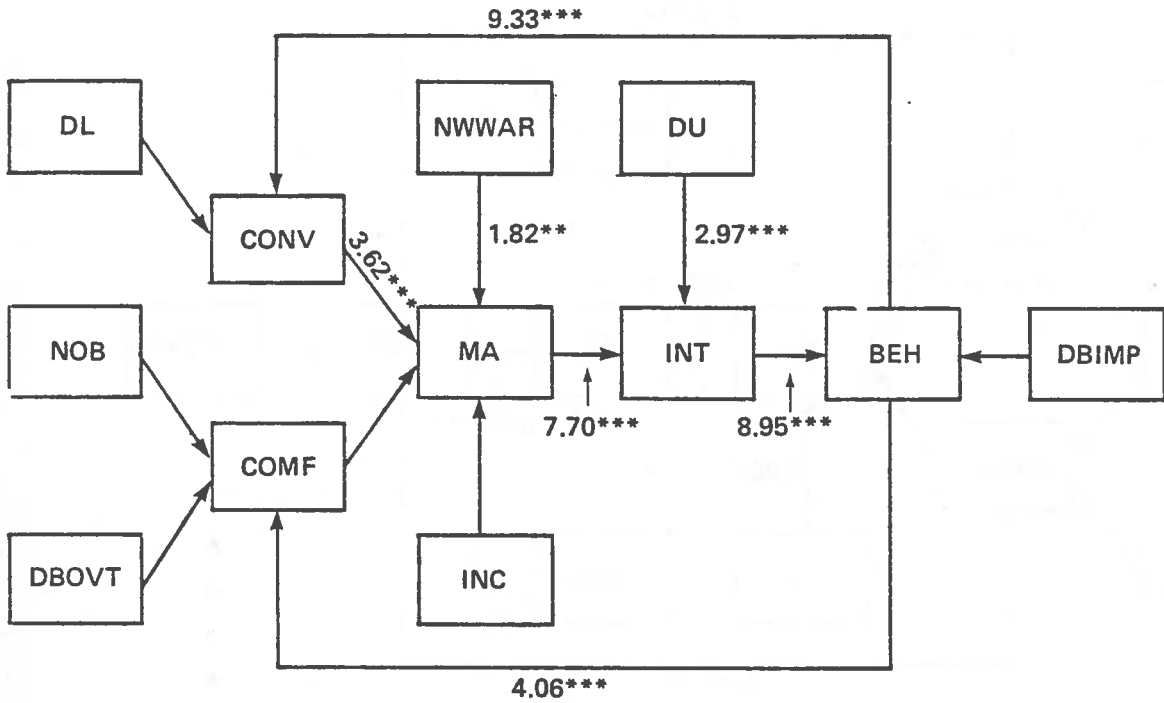 9.33***
DL
NWWAR
DU
CONV
3.62***
1.82**
2.97***
NOB
MA
INT
BEH
DBIMP
7.70***
8.95***
COMF
DBOVT
INC
4.06***